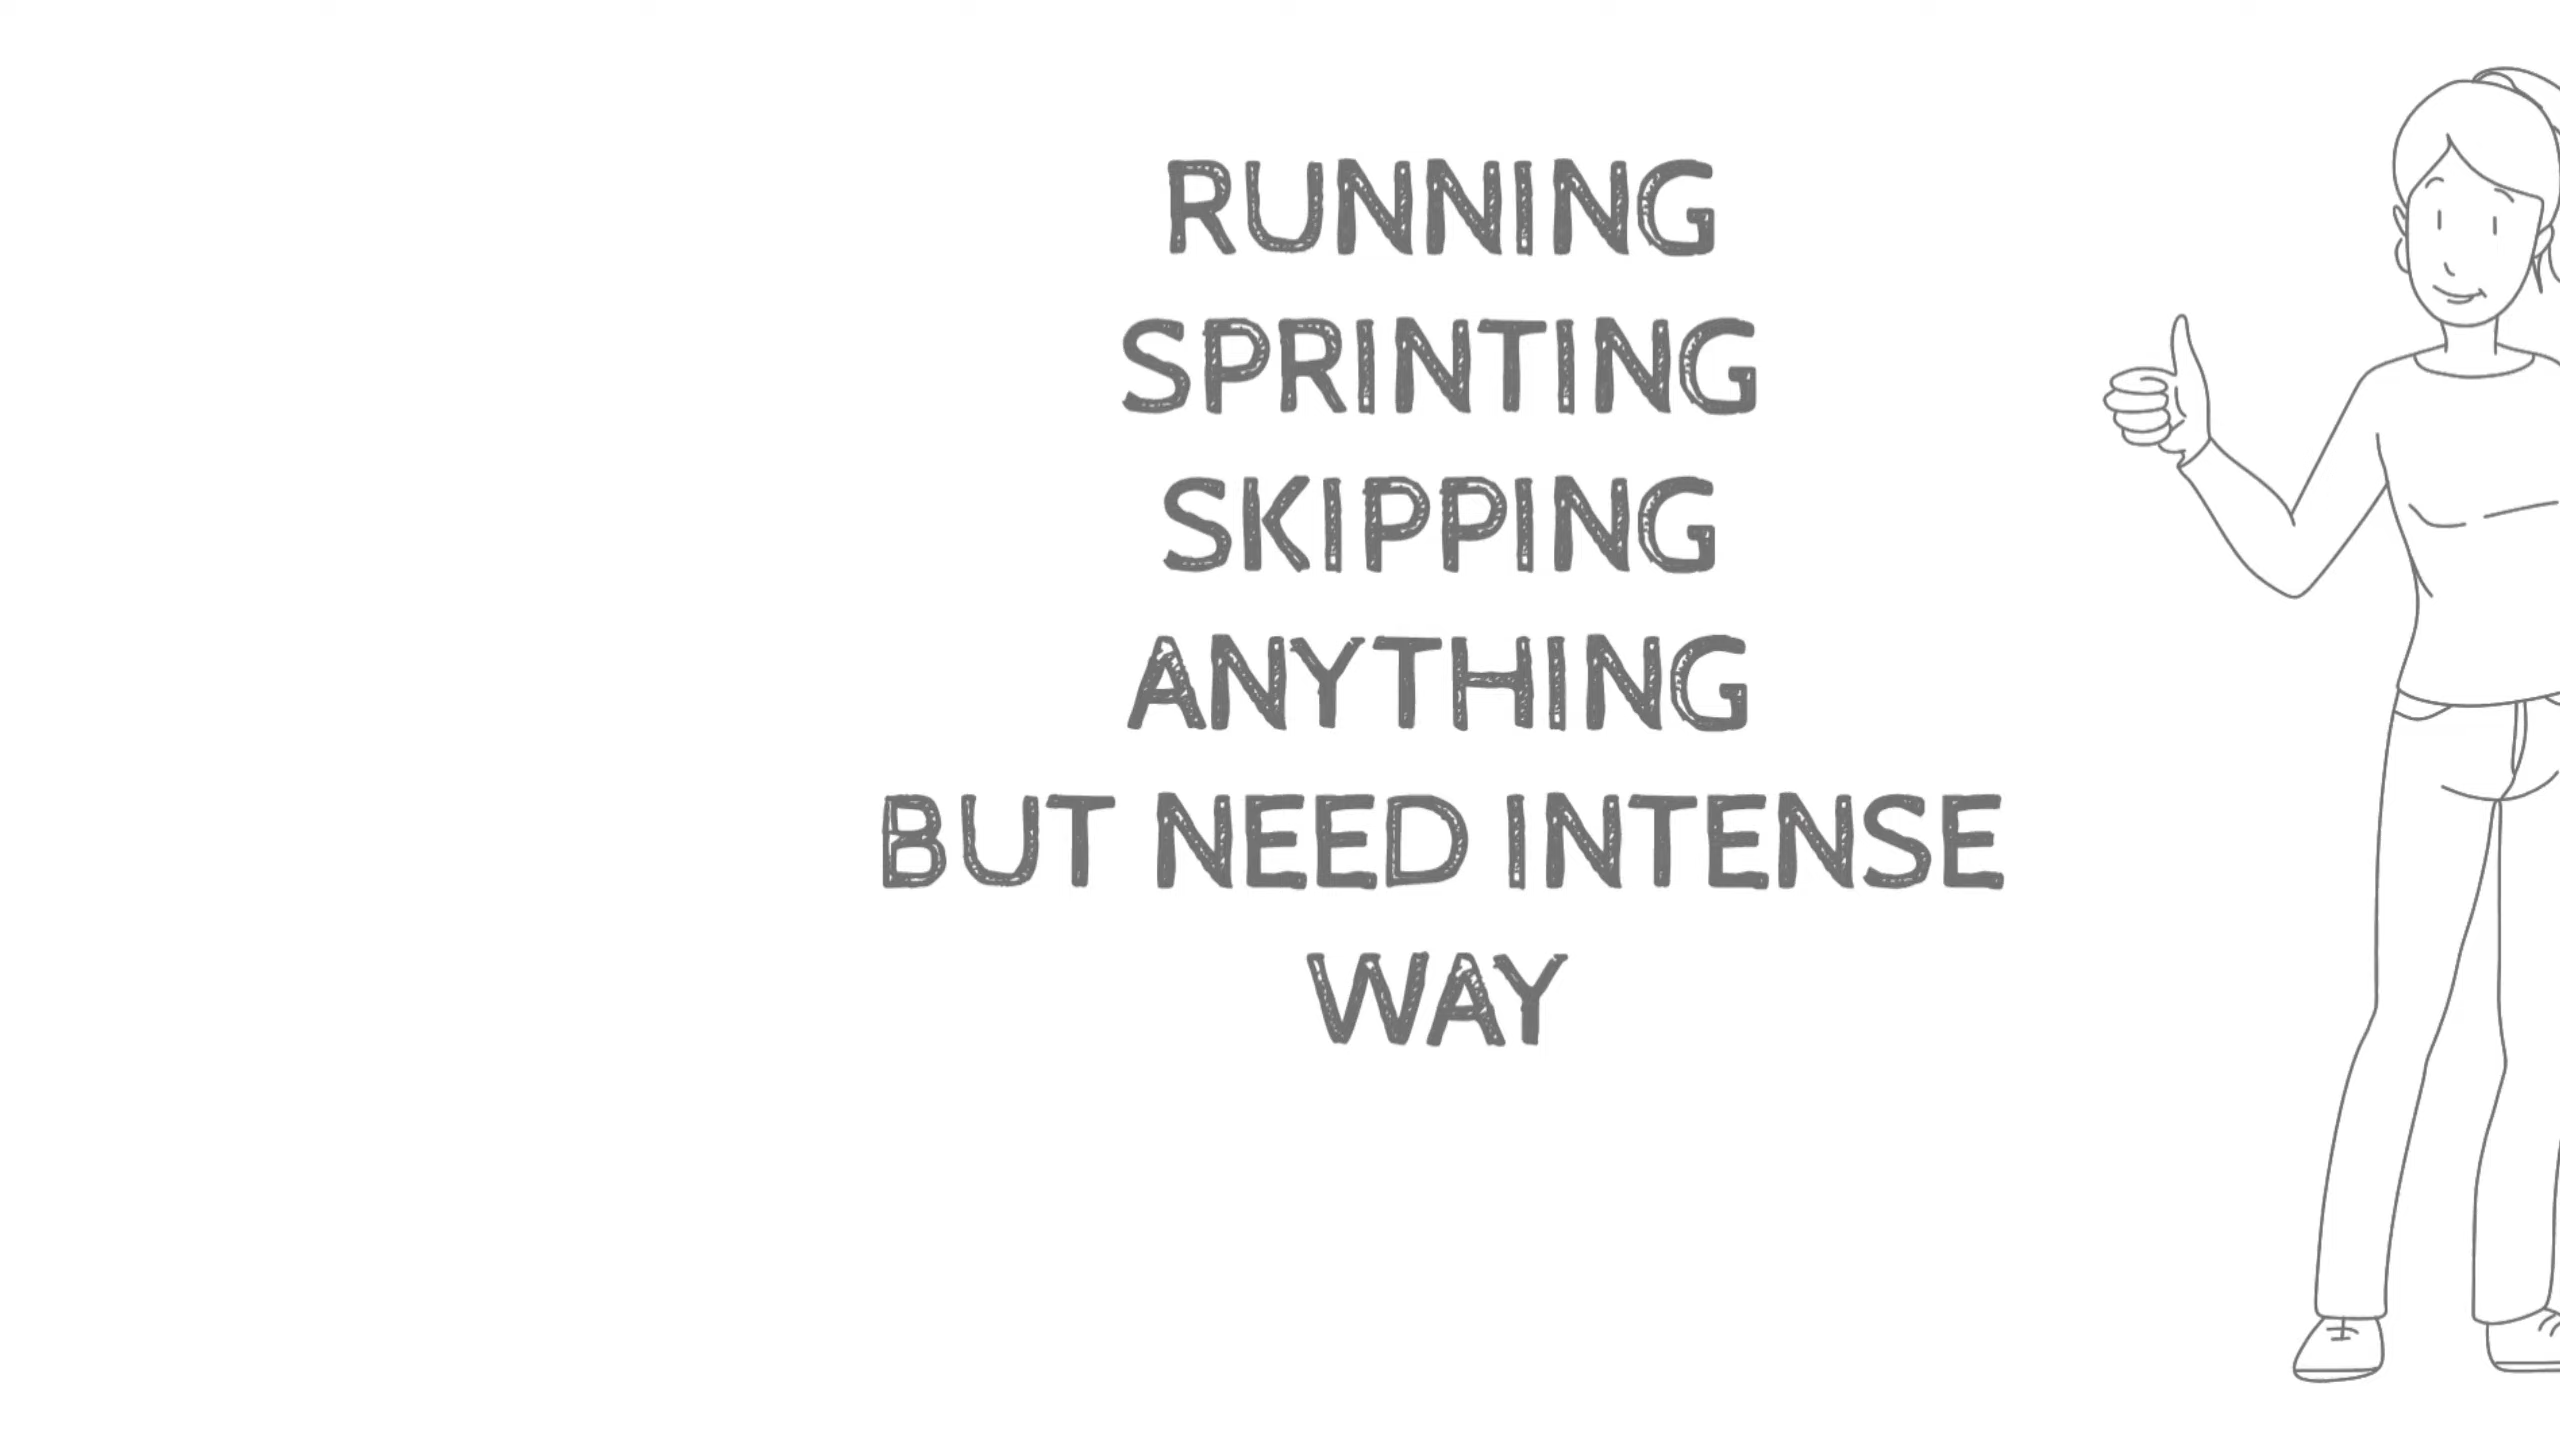 RUNNING
SPRINTING
SKIPPING
ANYTHING
BUT NEED INTENSE
WAY